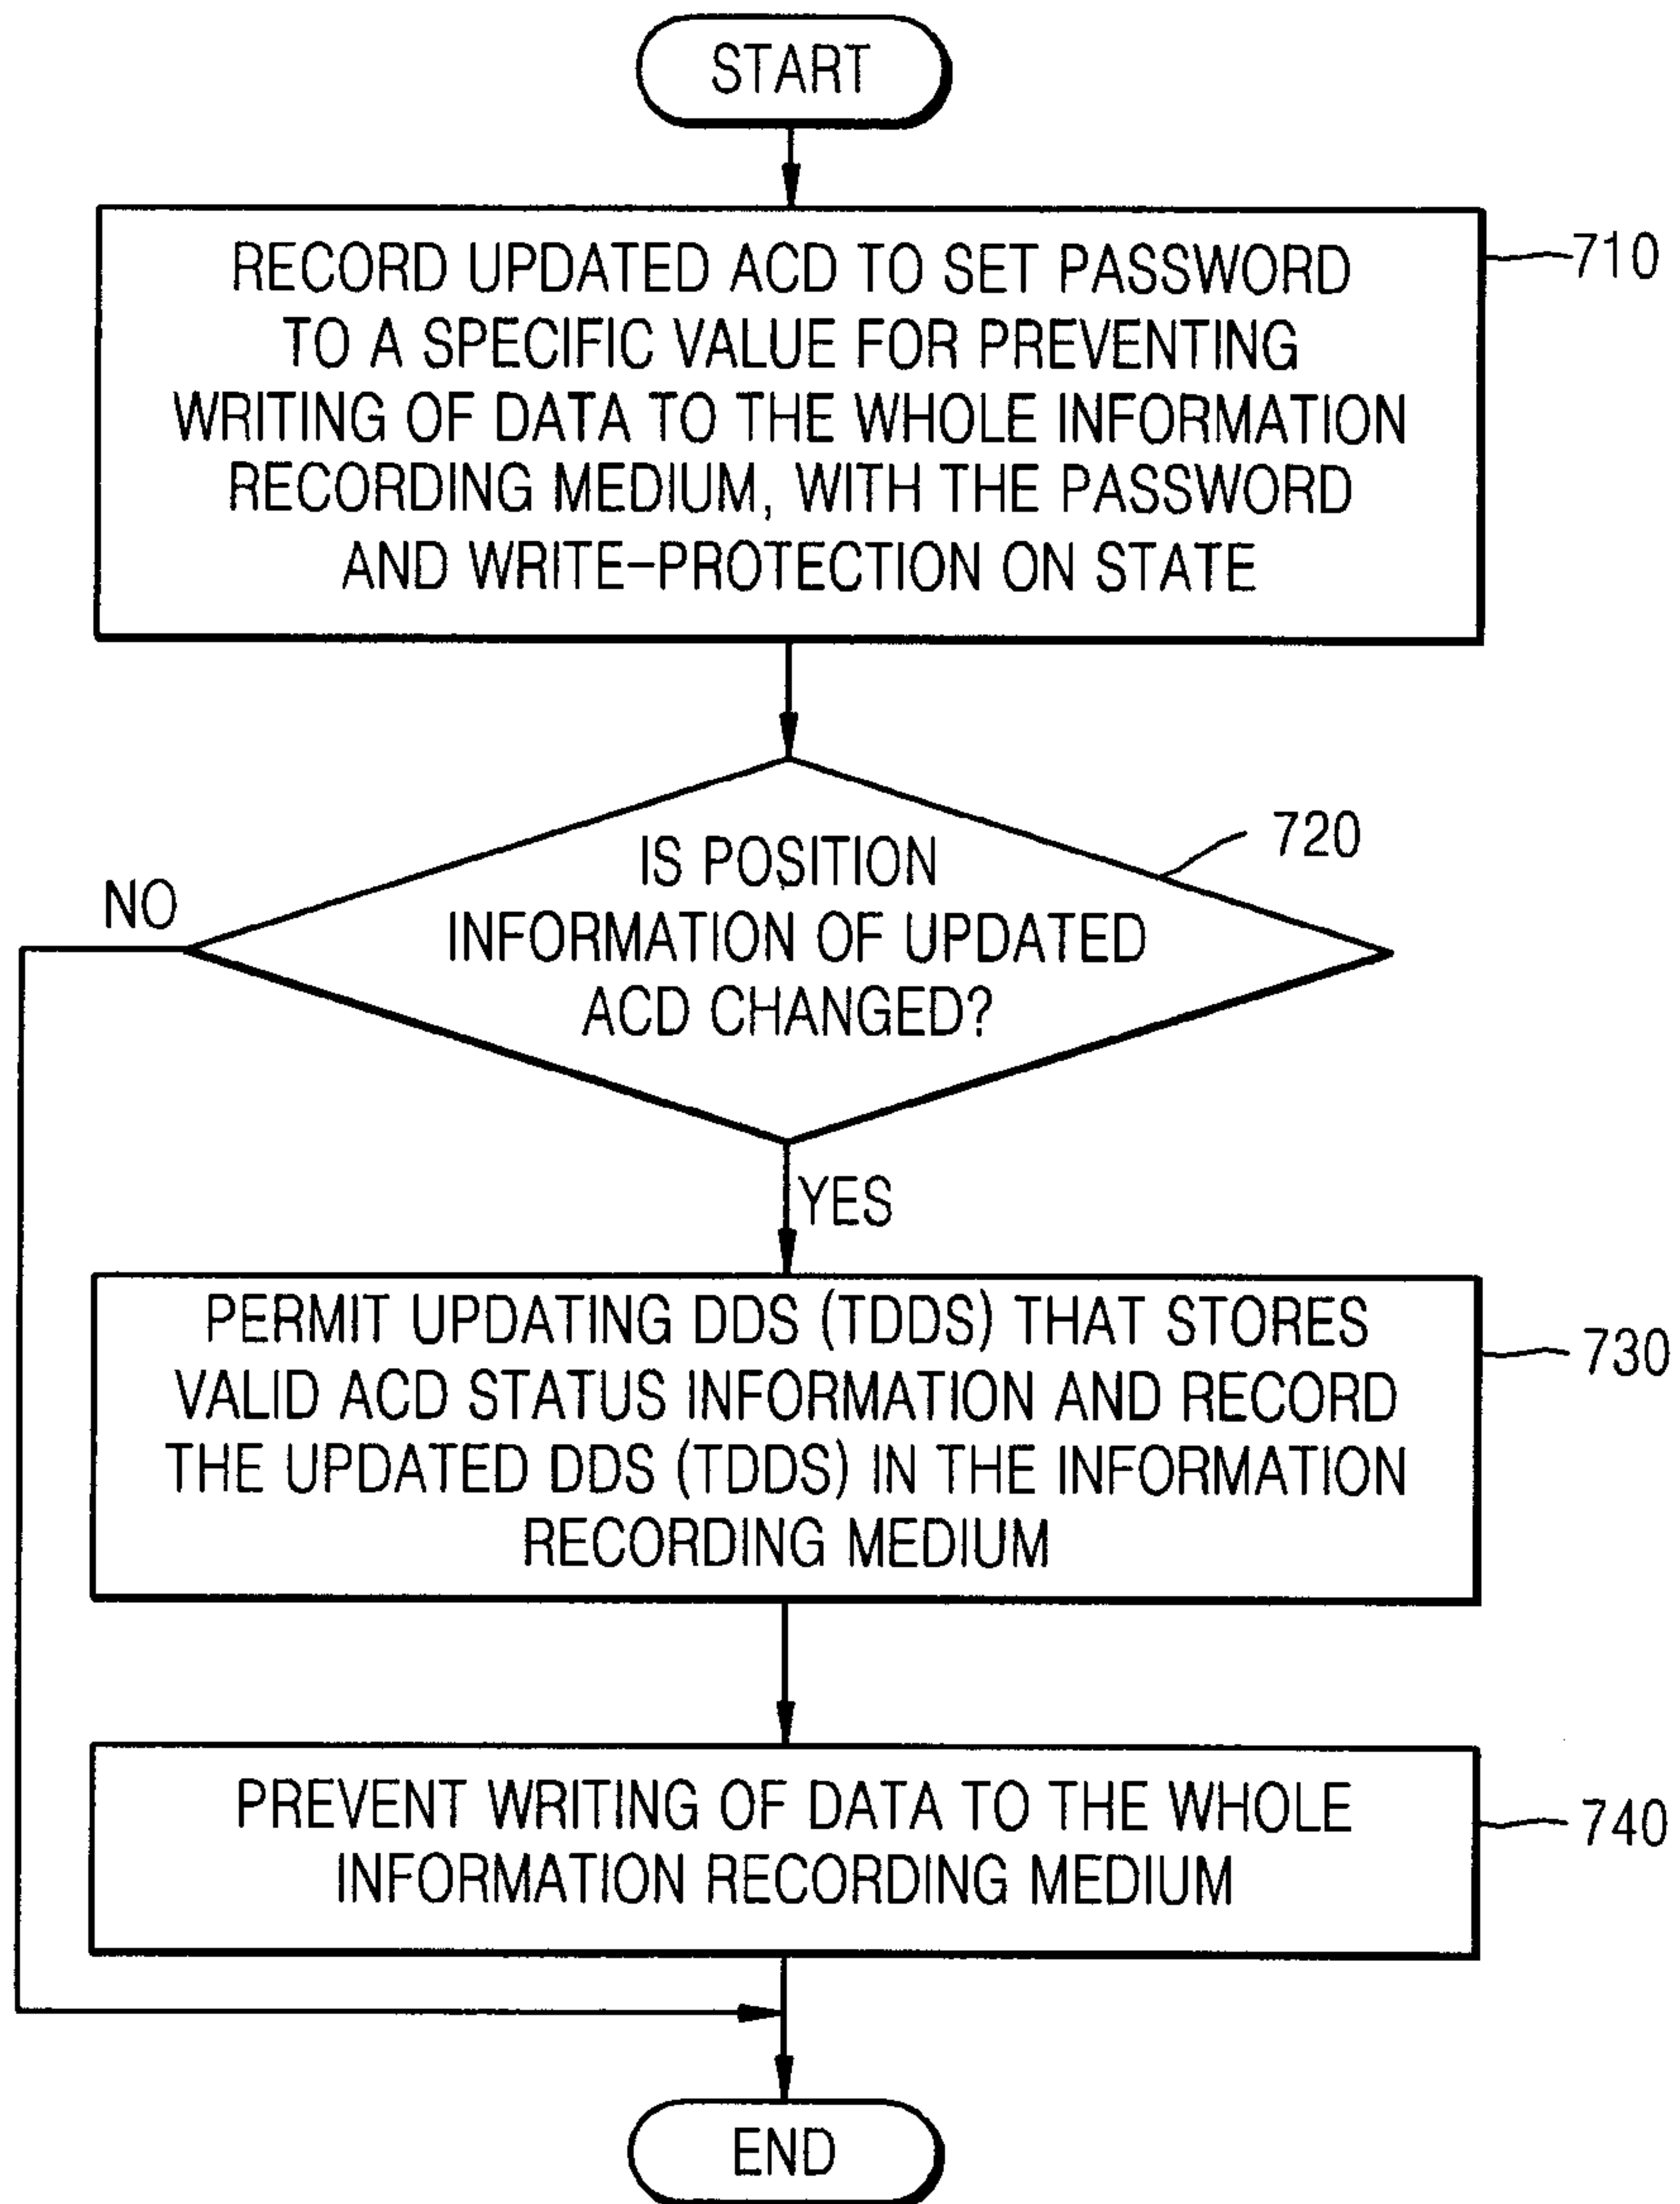 START
RECORD UPDATED ACD TO SET PASSWORD
TO A SPECIFIC VALUE FOR PREVENTING
WRITING OF DATA TO THE WHOLE INFORMATION
RECORDING MEDIUM, WITH THE PASSWORD
AND WRITE-PROTECTION ON STATE
710
IS POSITION
INFORMATION OF UPDATED
ACD CHANGED?
720
NO
YES
PERMIT UPDATING DDS (TDDS) THAT STORES
VALID ACD STATUS INFORMATION AND RECORD
THE UPDATED DDS (TDDS) IN THE INFORMATION
RECORDING MEDIUM
730
PREVENT WRITING OF DATA TO THE WHOLE
INFORMATION RECORDING MEDIUM
740
END